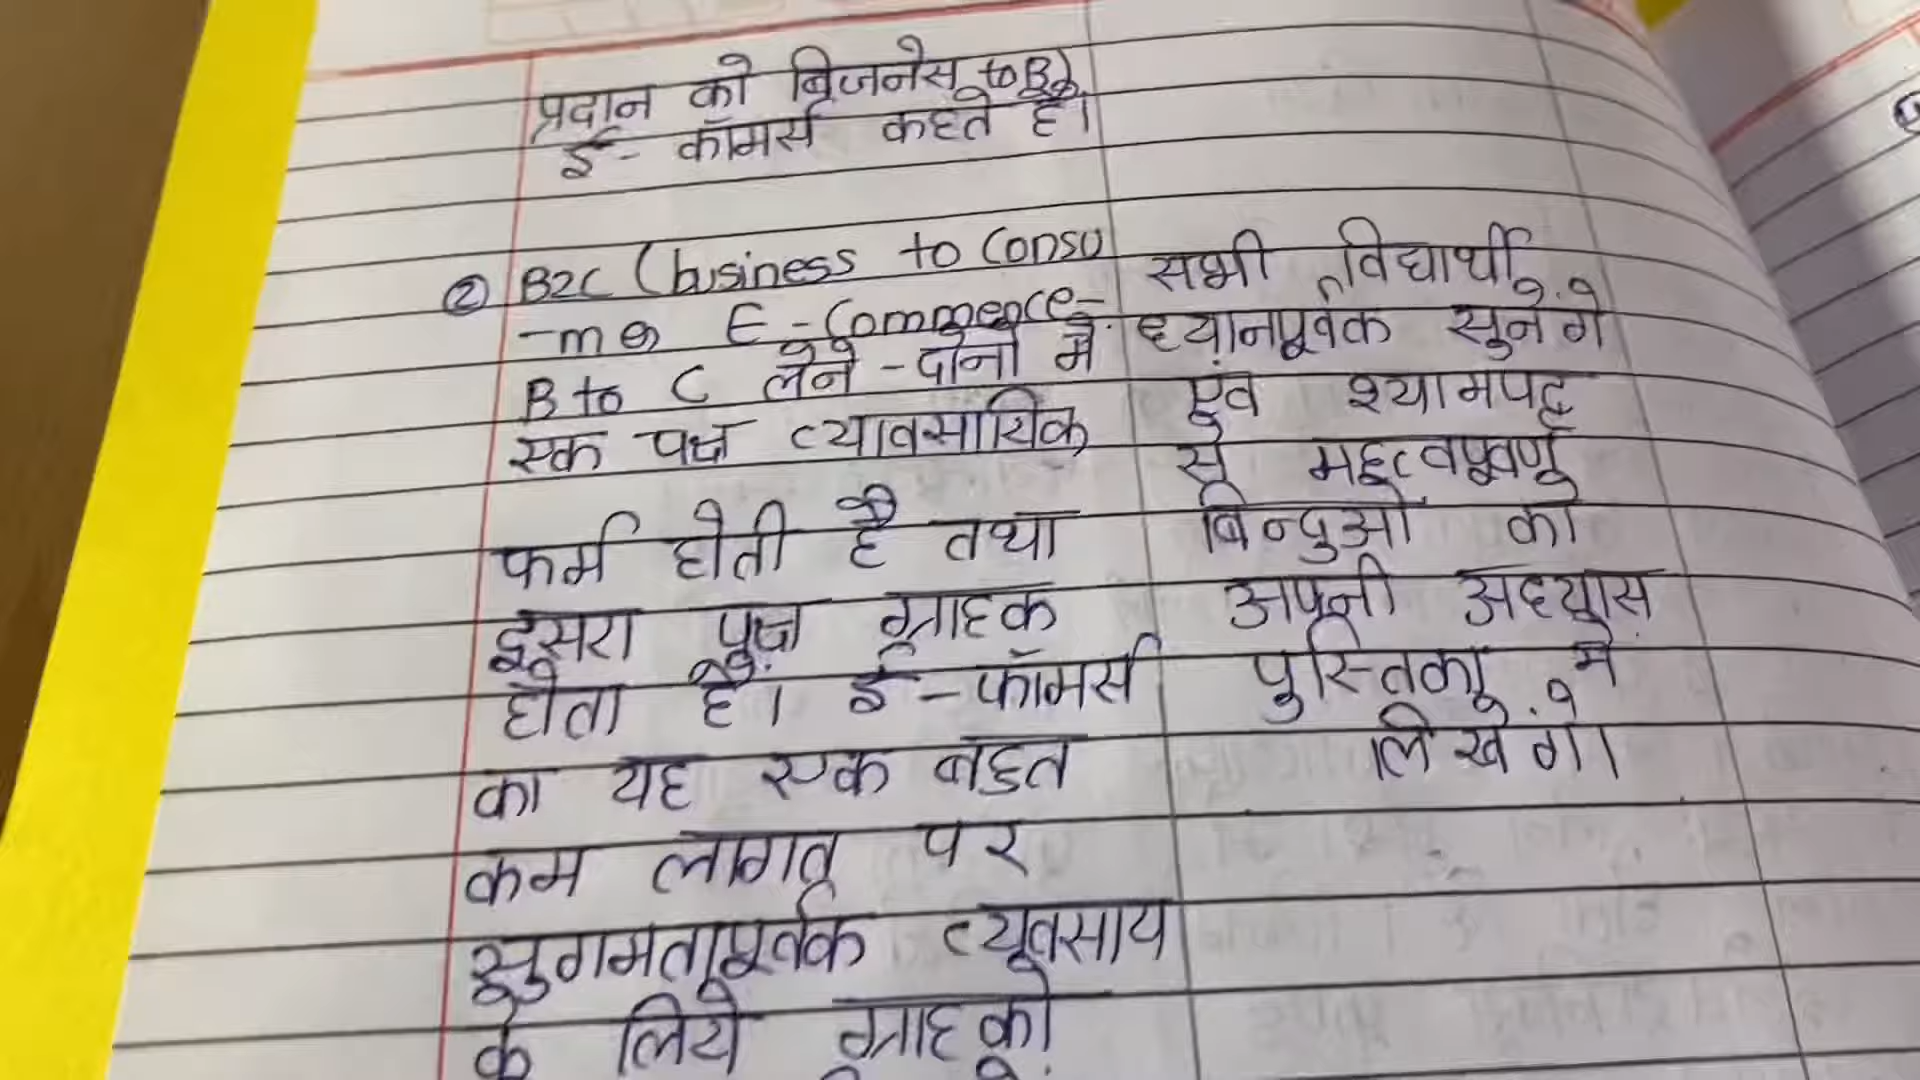 प्रदान को बिजनेस to B2
ई - कॉमर्स कहते है।
② B2C (business to Consu
-mer E - Commerce-
B to C लेने - दोनो में
एक पक्ष व्यावसायिक
फर्म होती है तथा
दूसरा पक्ष ग्राहक
होता है। ई - कॉमर्स
का यह एक बहुत
कम लागत पर
सुगमतापूर्वक व्यवसाय
के लिये ग्राहको
सभी विद्यार्थी
ध्यानपूर्वक सुनेगे
एवं श्यामपट्ट
से महत्वपूवर्ण
बिन्दुओ को
अपनी अभ्यास
पुस्तिका मे
लिखेगे।